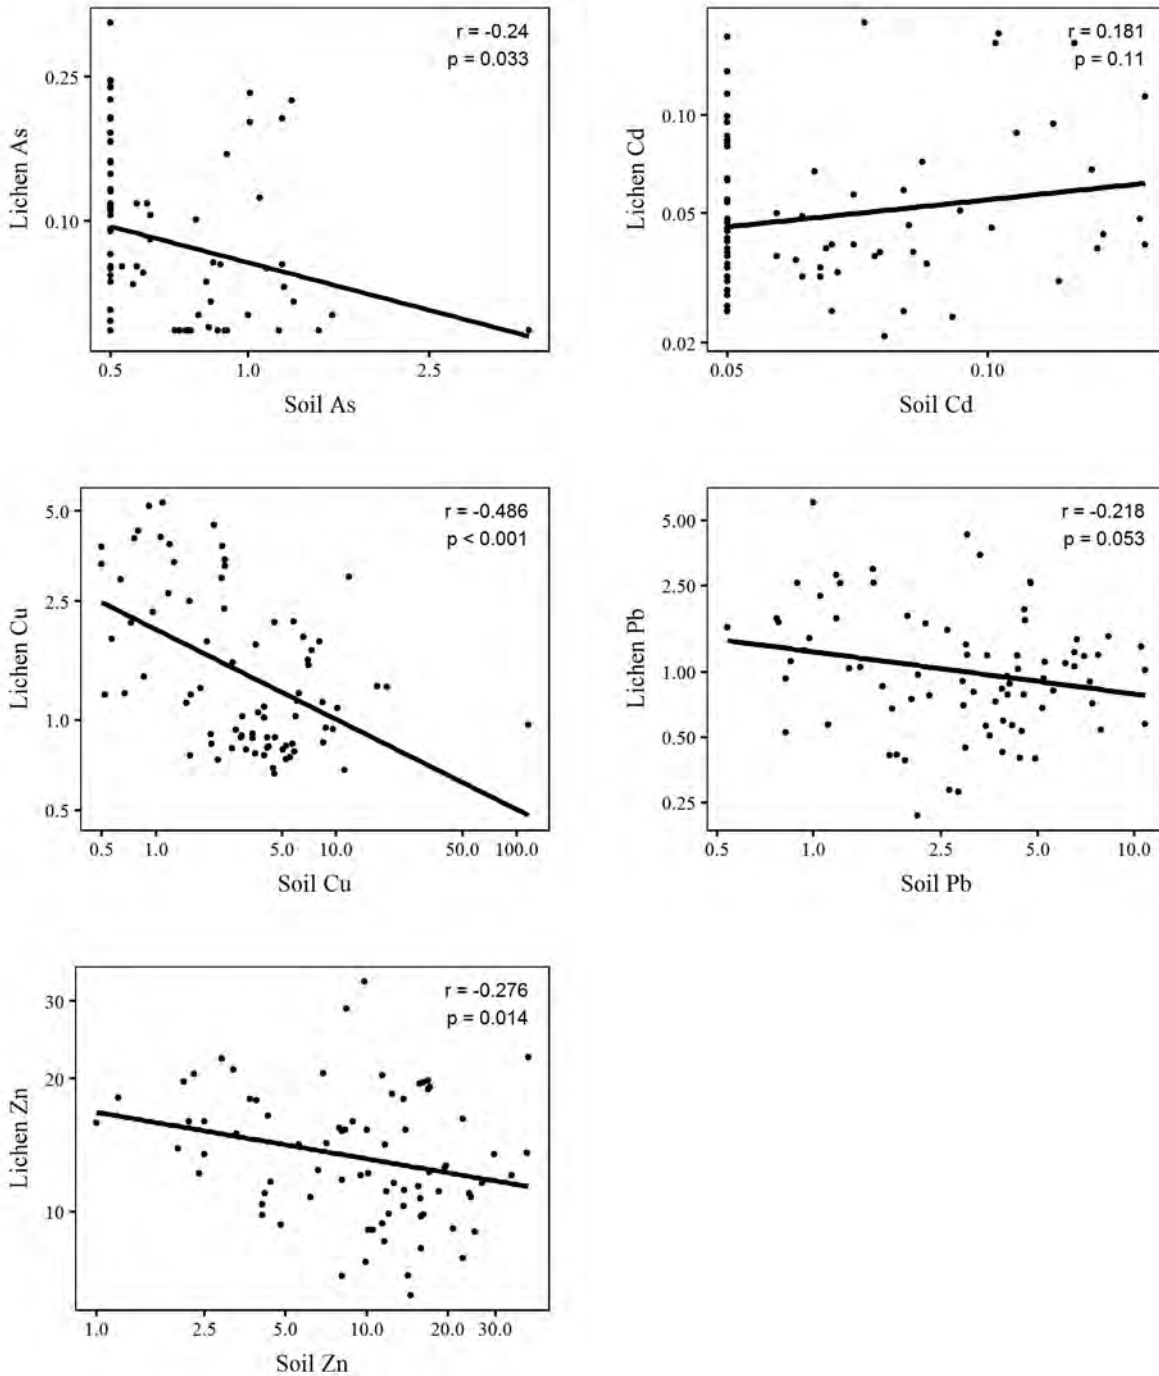 r = -0.24
p = 0.033
0.25
0.10
Lichen As
0.5 1.0 2.5
Soil As
r = 0.181
p = 0.11
0.10
0.05
0.02
Lichen Cd
0.05 0.10
Soil Cd
r = -0.486
p < 0.001
5.0
2.5
1.0
0.5
Lichen Cu
0.5 1.0 5.0 10.0 50.0 100.0
Soil Cu
r = -0.218
p = 0.053
5.00
2.50
1.00
0.50
0.25
Lichen Pb
0.5 1.0 2.5 5.0 10.0
Soil Pb
r = -0.276
p = 0.014
30
20
10
Lichen Zn
1.0 2.5 5.0 10.0 20.0 30.0
Soil Zn